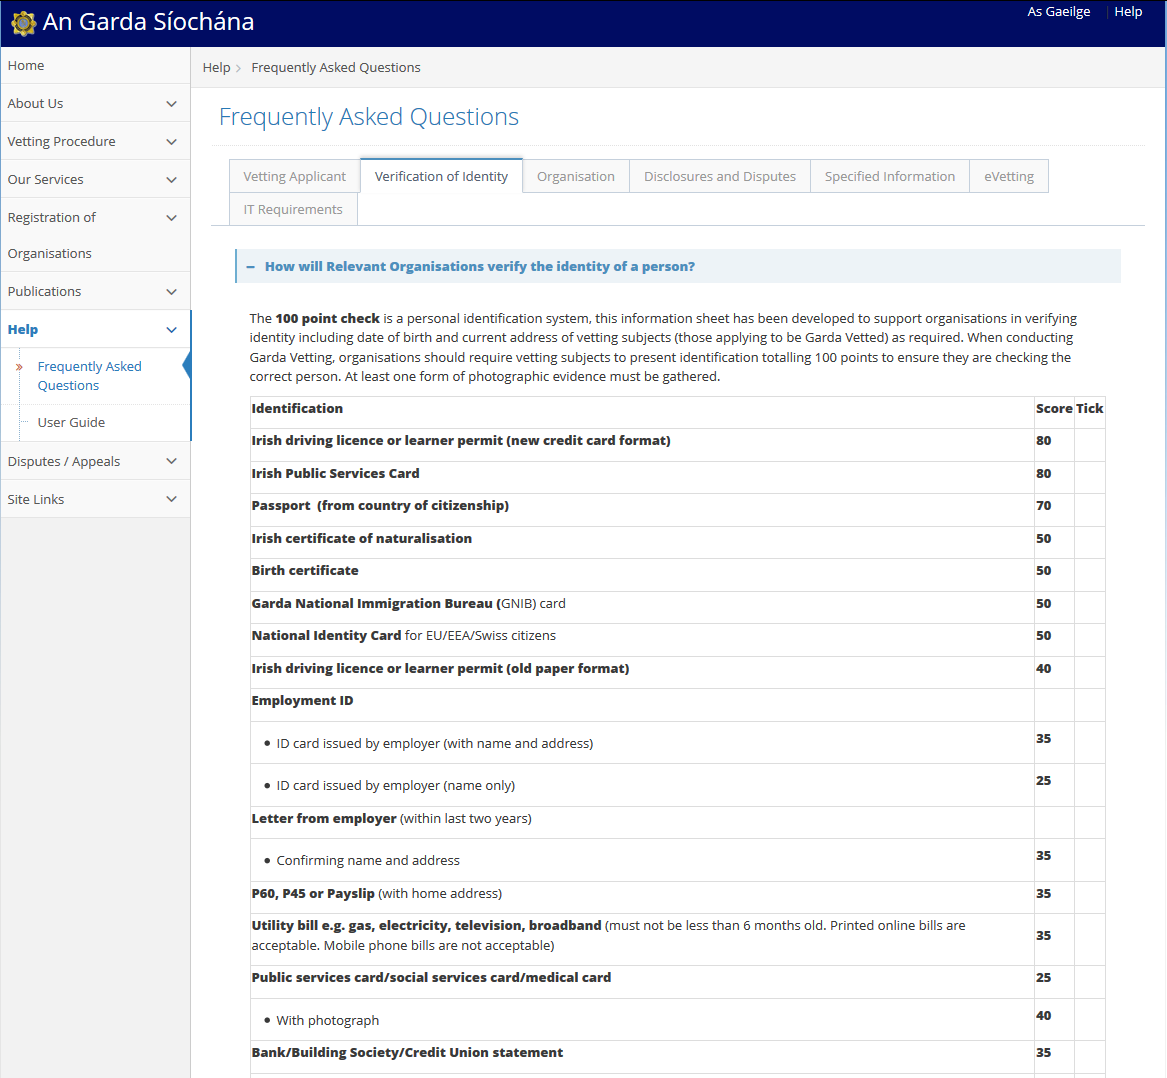 An Garda Síochána
As Gaeilge
Help
Home
About Us
Vetting Procedure
Our Services
Registration of
Organisations
Publications
Help
» Frequently Asked
Questions
User Guide
Disputes / Appeals
Site Links
Help > Frequently Asked Questions
Frequently Asked Questions
Vetting Applicant
Verification of Identity
Organisation
Disclosures and Disputes
Specified Information
eVetting
IT Requirements
– How will Relevant Organisations verify the identity of a person?
The 100 point check is a personal identification system, this information sheet has been developed to support organisations in verifying
identity including date of birth and current address of vetting subjects (those applying to be Garda Vetted) as required. When conducting
Garda Vetting, organisations should require vetting subjects to present identification totalling 100 points to ensure they are checking the
correct person. At least one form of photographic evidence must be gathered.
Identification Score Tick
Irish driving licence or learner permit (new credit card format) 80
Irish Public Services Card 80
Passport (from country of citizenship) 70
Irish certificate of naturalisation 50
Birth certificate 50
Garda National Immigration Bureau (GNIB) card 50
National Identity Card for EU/EEA/Swiss citizens 50
Irish driving licence or learner permit (old paper format) 40
Employment ID
• ID card issued by employer (with name and address) 35
• ID card issued by employer (name only) 25
Letter from employer (within last two years)
• Confirming name and address 35
P60, P45 or Payslip (with home address) 35
Utility bill e.g. gas, electricity, television, broadband (must not be less than 6 months old. Printed online bills are
acceptable. Mobile phone bills are not acceptable) 35
Public services card/social services card/medical card 25
• With photograph 40
Bank/Building Society/Credit Union statement 35